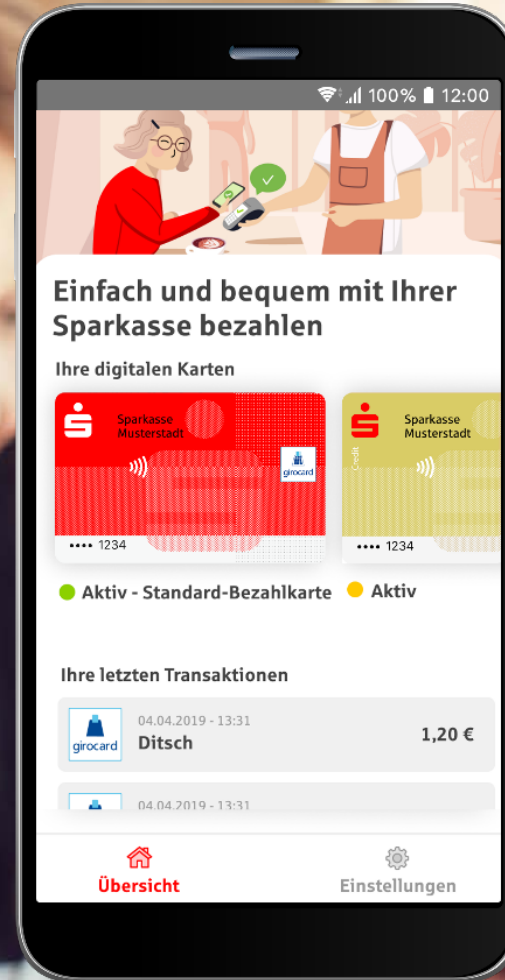 100% 12:00
Einfach und bequem mit Ihrer
Sparkasse bezahlen
Ihre digitalen Karten
Sparkasse
Musterstadt
girocard
•••• 1234
Sparkasse
Musterstadt
Credit
•••• 1234
Aktiv - Standard-Bezahlkarte
Aktiv
Ihre letzten Transaktionen
girocard
04.04.2019 - 13:31
Ditsch
1,20 €
04.04.2019 - 13:31
Übersicht
Einstellungen